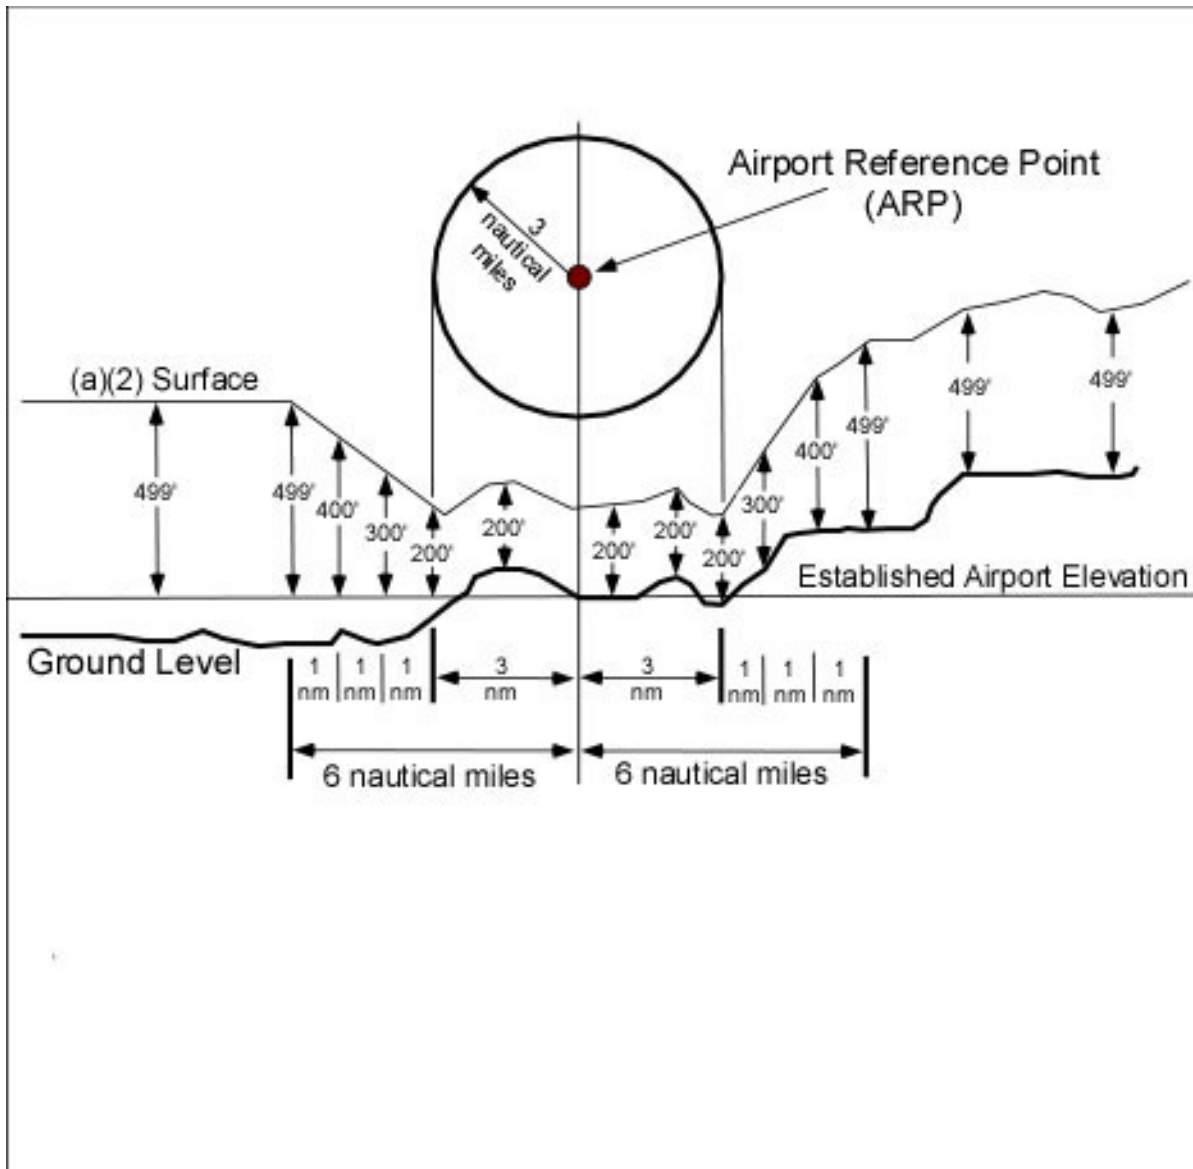 Airport Reference Point
(ARP)
3
nautical
miles
(a)(2) Surface
499'
499'
400'
300'
200'
200'
200'
200'
200'
300'
400'
499'
499'
499'
Established Airport Elevation
Ground Level
1
nm
1
nm
1
nm
3
nm
3
nm
1
nm
1
nm
1
nm
6 nautical miles
6 nautical miles